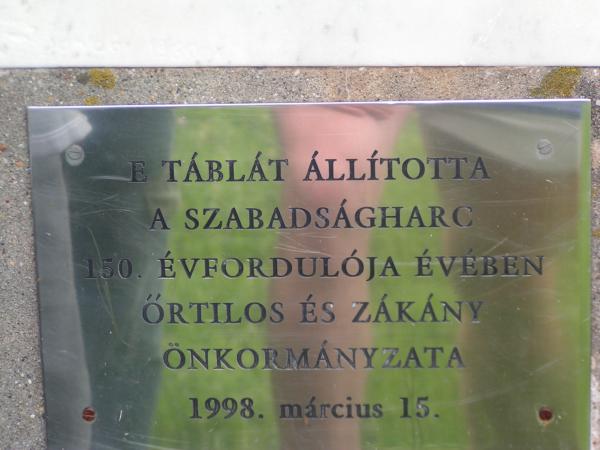 E TÁBLÁT ÁLLÍTOTTA
A SZABADSÁGHARC
150. ÉVFORDULÓJA ÉVÉBEN
ŐRTILOS ÉS ZÁKÁNY
ÖNKORMÁNYZATA
1998. március 15.